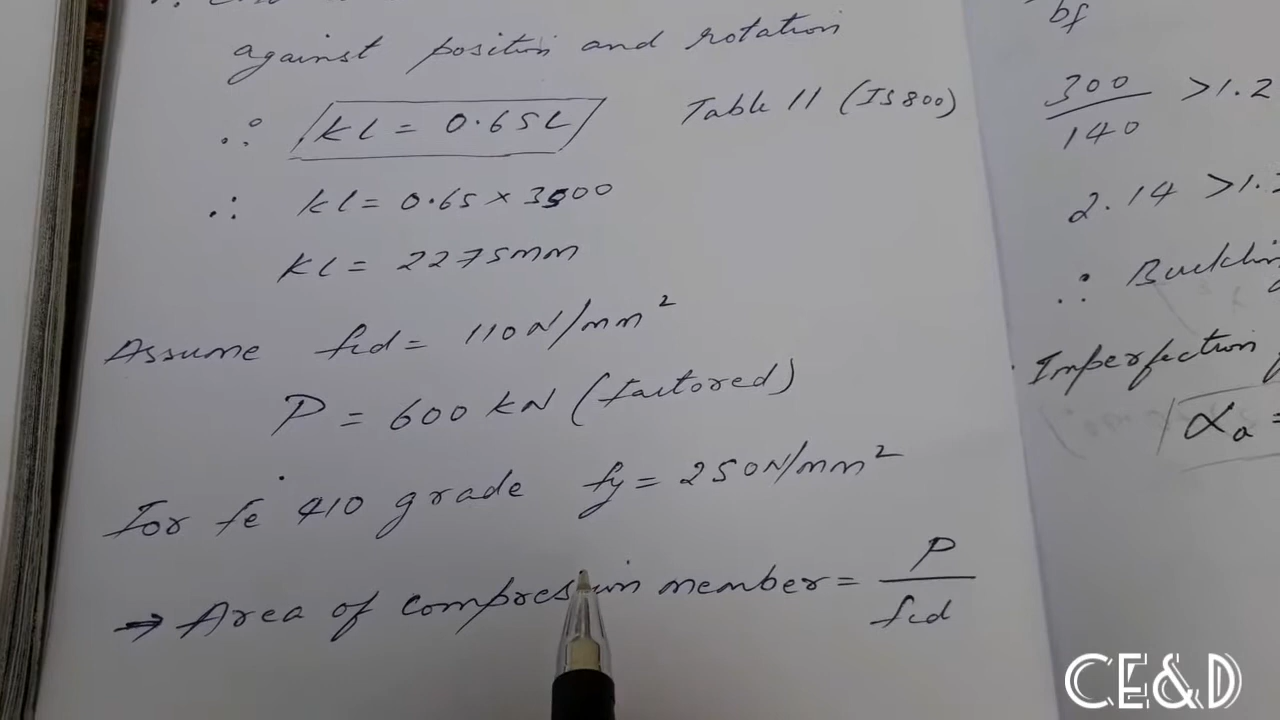 against position and rotation
∴ kl = 0.65L Table 11 (IS800)
∴ kl = 0.65 × 3500
kl = 2275mm
Assume fcd = 110N/mm²
P = 600 kN (factored)
For fe 410 grade fy = 250N/mm²
→ Area of compression member = P
fcd
bf
300 > 1.2
140
2.14 > 1.2
∴ Buckling
Imperfection
αa =
CE&D